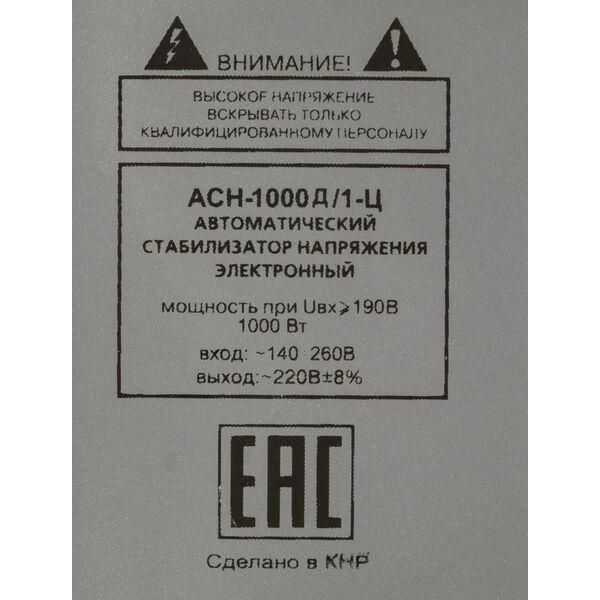 ВНИМАНИЕ!
ВЫСОКОЕ НАПРЯЖЕНИЕ
ВСКРЫВАТЬ ТОЛЬКО
КВАЛИФИЦИРОВАННОМУ ПЕРСОНАЛУ
АСН-1000Д/1-Ц
АВТОМАТИЧЕСКИЙ
СТАБИЛИЗАТОР НАПРЯЖЕНИЯ
ЭЛЕКТРОННЫЙ
мощность при Uвх⩾190В
1000 Вт
вход: ~140 260В
выход:~220В±8%
ЕАС
Сделано в КНР